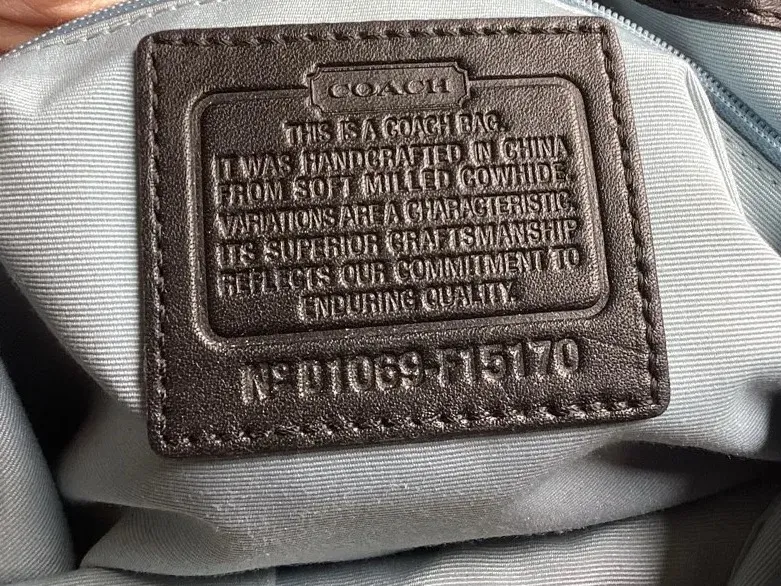 COACH
THIS IS A COACH BAG.
IT WAS HANDCRAFTED IN CHINA
FROM SOFT MILLED COWHIDE.
VARIATIONS ARE A CHARACTERISTIC,
ITS SUPERIOR CRAFTSMANSHIP
REFLECTS OUR COMMITMENT TO
ENDURING QUALITY.
Nº D1069-F15170